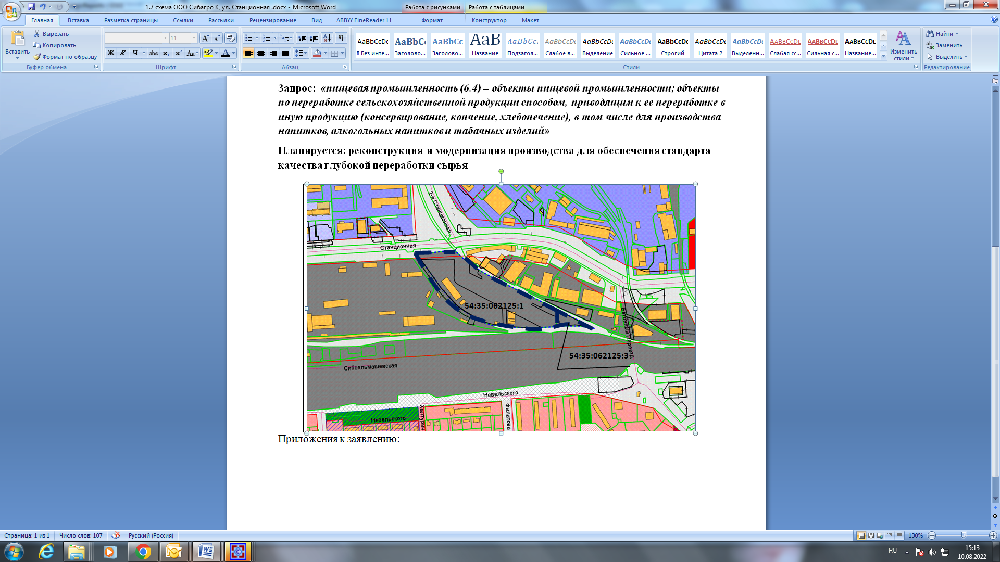 1.7 схема ООО Сибагро К, ул. Станционная .docx - Microsoft Word
Работа с рисунками
Работа с таблицами
Главная
Вставка
Разметка страницы
Ссылки
Рассылки
Рецензирование
Вид
ABBYY FineReader 11
Формат
Конструктор
Макет
Вставить
Вырезать
Копировать
Формат по образцу
Буфер обмена
11
Ж К Ч abc x₂ x² Aa
Шрифт
Абзац
AaBbCcDc AaBbCc AaBbCc АаВ AaBbCc. AaBbCcDc AaBbCcDc AaBbCcDc AaBbCcDc AaBbCcDc AaBbCcDc AABBCCDE AABBCCDE AABBCCDE
¶ Без инте... Заголово... Заголово... Название Подзагол... Слабое в... Выделение Сильное ... Строгий Цитата 2 Выделенн... Слабая сс... Сильная с... Название...
Стили
Изменить стили
Найти
Заменить
Выделить
Редактирование
Запрос: «пищевая промышленность (6.4) – объекты пищевой промышленности; объекты
по переработке сельскохозяйственной продукции способом, приводящим к ее переработке в
иную продукцию (консервирование, копчение, хлебопечение), в том числе для производства
напитков, алкогольных напитков и табачных изделий»
Планируется: реконструкция и модернизация производства для обеспечения стандарта
качества глубокой переработки сырья
2-я Станционная
Станционная
54:35:062125:1
Бетонный Переезд
54:35:062125:3
Сибсельмашевская
Невельского
Невельского
Филатова
Приложения к заявлению:
Страница: 1 из 1
Число слов: 107
Русский (Россия)
130%
RU
15:13
10.08.2022